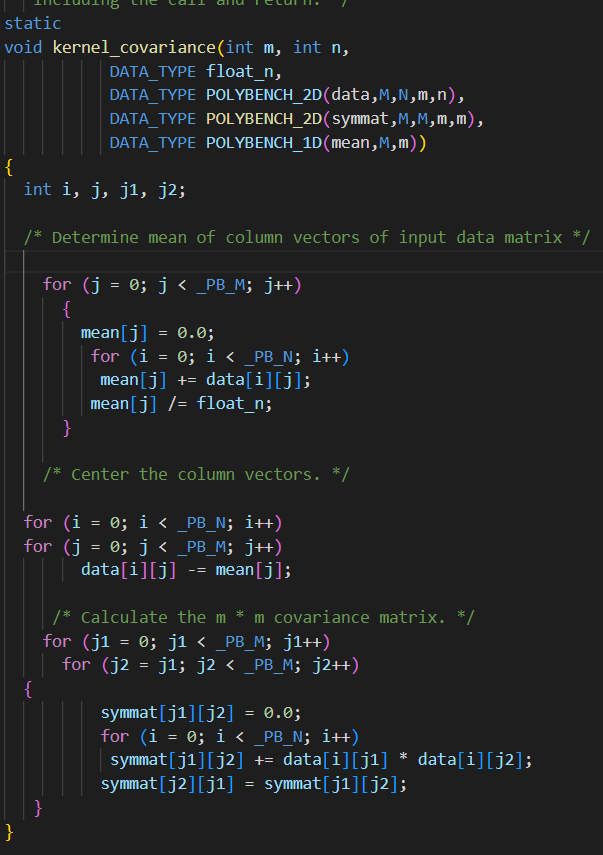 including the call and return. */
static
void kernel_covariance(int m, int n,
DATA_TYPE float_n,
DATA_TYPE POLYBENCH_2D(data,M,N,m,n),
DATA_TYPE POLYBENCH_2D(symmat,M,M,m,m),
DATA_TYPE POLYBENCH_1D(mean,M,m))
{
int i, j, j1, j2;
/* Determine mean of column vectors of input data matrix */
for (j = 0; j < _PB_M; j++)
{
mean[j] = 0.0;
for (i = 0; i < _PB_N; i++)
mean[j] += data[i][j];
mean[j] /= float_n;
}
/* Center the column vectors. */
for (i = 0; i < _PB_N; i++)
for (j = 0; j < _PB_M; j++)
data[i][j] -= mean[j];
/* Calculate the m * m covariance matrix. */
for (j1 = 0; j1 < _PB_M; j1++)
for (j2 = j1; j2 < _PB_M; j2++)
{
symmat[j1][j2] = 0.0;
for (i = 0; i < _PB_N; i++)
symmat[j1][j2] += data[i][j1] * data[i][j2];
symmat[j2][j1] = symmat[j1][j2];
}
}